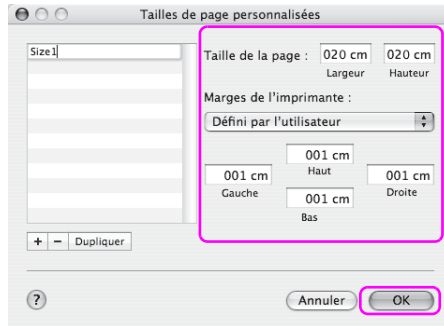 Tailles de page personnalisées
Size1
Taille de la page : 020 cm 020 cm
Largeur Hauteur
Marges de l'imprimante :
Défini par l'utilisateur
001 cm
Haut
001 cm 001 cm
Gauche Droite
001 cm
Bas
+ − Dupliquer
? Annuler OK